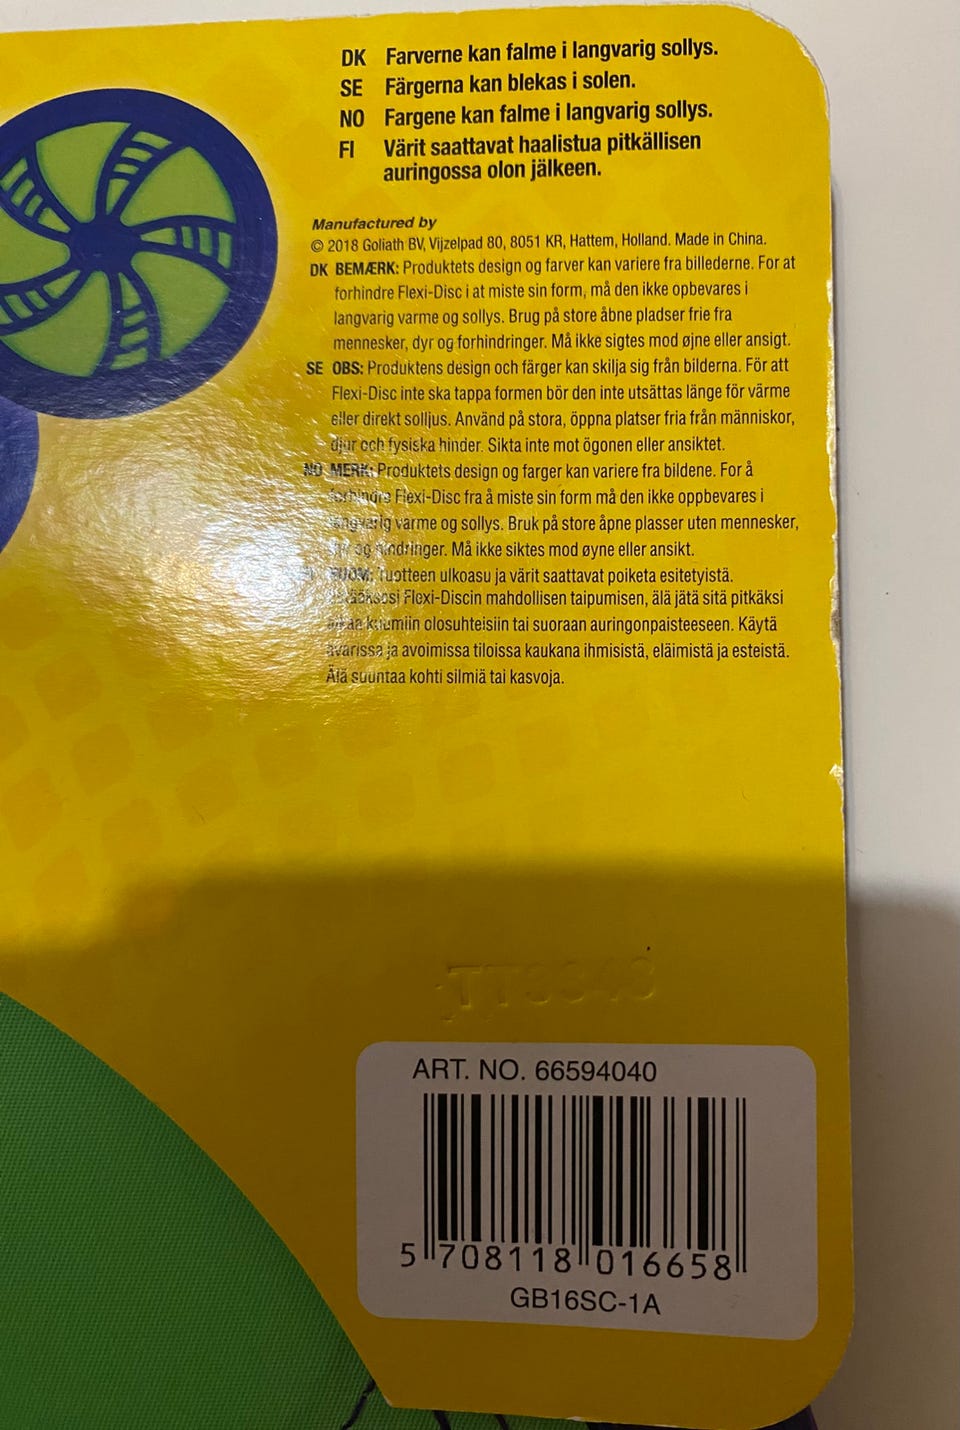 DK Farverne kan falme i langvarig sollys.
SE Färgerna kan blekas i solen.
NO Fargene kan falme i langvarig sollys.
FI Värit saattavat haalistua pitkällisen
auringossa olon jälkeen.
Manufactured by
© 2018 Goliath BV, Vijzelpad 80, 8051 KR, Hattem, Holland. Made in China.
DK BEMÆRK: Produktets design og farver kan variere fra billederne. For at
forhindre Flexi-Disc i at miste sin form, må den ikke opbevares i
langvarig varme og sollys. Brug på store åbne pladser frie fra
mennesker, dyr og forhindringer. Må ikke sigtes mod øjne eller ansigt.
SE OBS: Produktens design och färger kan skilja sig från bilderna. För att
Flexi-Disc inte ska tappa formen bör den inte utsättas länge för värme
eller direkt solljus. Använd på stora, öppna platser fria från människor,
djur och fysiska hinder. Sikta inte mot ögonen eller ansiktet.
NO MERK: Produktets design og farger kan variere fra bildene. For å
forhindre Flexi-Disc fra å miste sin form må den ikke oppbevares i
langvarig varme og sollys. Bruk på store åpne plasser uten mennesker,
og hindringer. Må ikke siktes mod øyne eller ansikt.
Tuotteen ulkoasu ja värit saattavat poiketa esitetyistä.
Flexi-Discin mahdollisen taipumisen, älä jätä sitä pitkäksi
kuumiin olosuhteisiin tai suoraan auringonpaisteeseen. Käytä
avarissa ja avoimissa tiloissa kaukana ihmisistä, eläimistä ja esteistä.
Älä suuntaa kohti silmiä tai kasvoja.
ART. NO. 66594040
5 708118 016658
GB16SC-1A